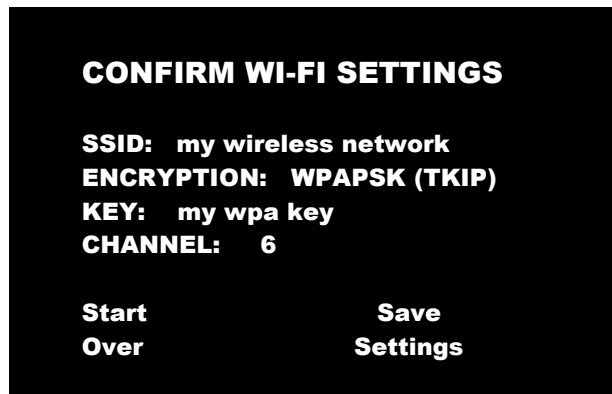 CONFIRM WI-FI SETTINGS
SSID: my wireless network
ENCRYPTION: WPAPSK (TKIP)
KEY: my wpa key
CHANNEL: 6
Start Save
Over Settings